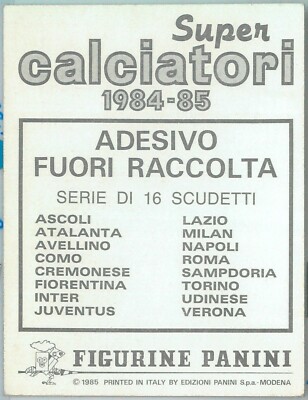 Super
calciatori
1984-85
ADESIVO
FUORI RACCOLTA
SERIE DI 16 SCUDETTI
ASCOLI LAZIO
ATALANTA MILAN
AVELLINO NAPOLI
COMO ROMA
CREMONESE SAMPDORIA
FIORENTINA TORINO
INTER UDINESE
JUVENTUS VERONA
FIGURINE PANINI
© 1985 PRINTED IN ITALY BY EDIZIONI PANINI S.p.a - MODENA